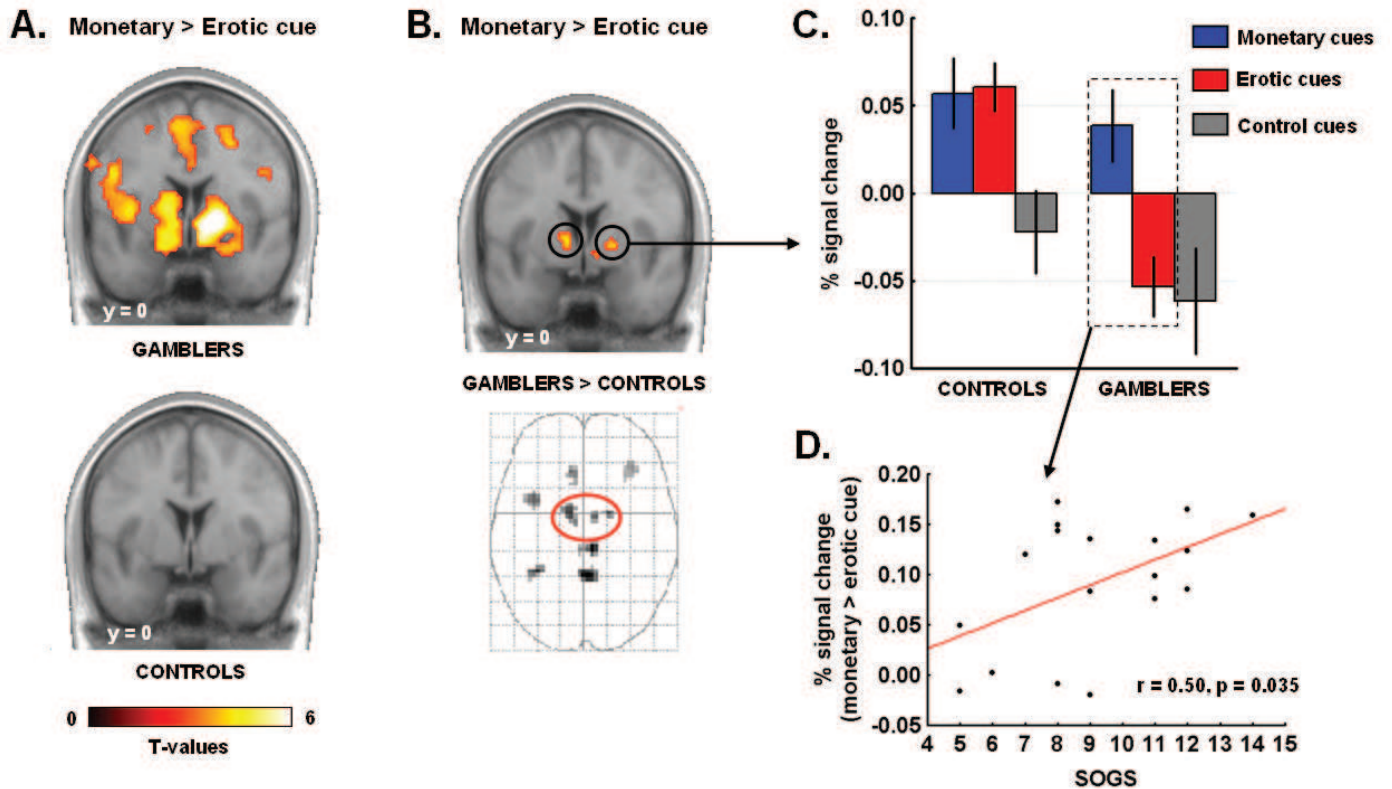 A. Monetary > Erotic cue
y = 0
GAMBLERS
y = 0
CONTROLS
0 6
T-values
B. Monetary > Erotic cue
y = 0
GAMBLERS > CONTROLS
C.
Monetary cues
Erotic cues
Control cues
% signal change
0.10
0.05
0.00
-0.05
-0.10
CONTROLS GAMBLERS
D.
% signal change
(monetary > erotic cue)
0.20
0.15
0.10
0.05
0.00
-0.05
r = 0.50, p = 0.035
4 5 6 7 8 9 10 11 12 13 14 15
SOGS